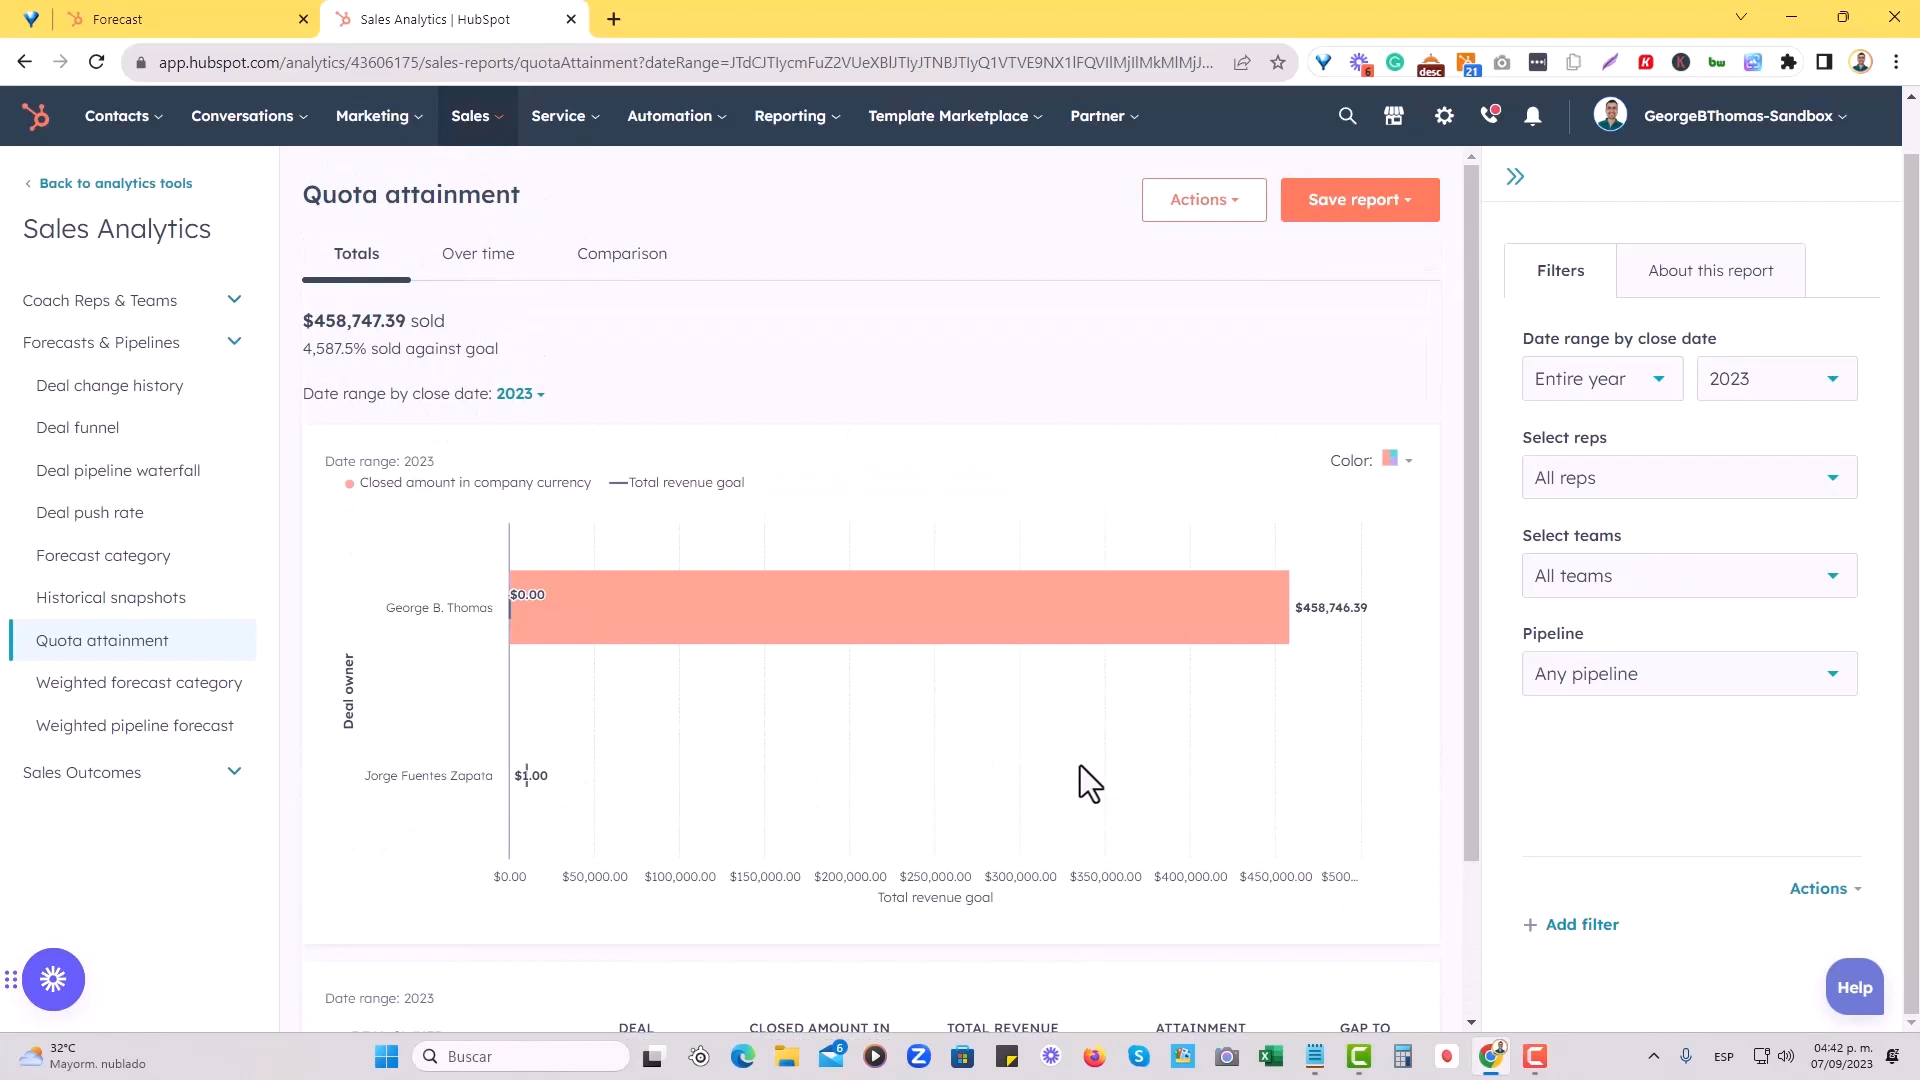 Forecast
Sales Analytics | HubSpot
app.hubspot.com/analytics/43606175/sales-reports/quotaAttainment?dateRange=
6
desc
21
bw
Contacts
Conversations
Marketing
Sales
Service
Automation
Reporting
Template Marketplace
Partner
GeorgeBThomas-Sandbox
Back to analytics tools
Sales Analytics
Coach Reps & Teams
Forecasts & Pipelines
Deal change history
Deal funnel
Deal pipeline waterfall
Deal push rate
Forecast category
Historical snapshots
Quota attainment
Weighted forecast category
Weighted pipeline forecast
Sales Outcomes
Quota attainment
Actions
Save report
Totals
Over time
Comparison
$458,747.39 sold
4,587.5% sold against goal
Date range by close date: 2023
Date range: 2023
Color:
Closed amount in company currency
Total revenue goal
Deal owner
George B. Thomas
$0.00
$458,746.39
Jorge Fuentes Zapata
$1.00
$0.00 $50,000.00 $100,000.00 $150,000.00 $200,000.00 $250,000.00 $300,000.00 $350,000.00 $400,000.00 $450,000.00 $500...
Total revenue goal
Date range: 2023
DEAL
CLOSED AMOUNT IN
TOTAL REVENUE
ATTAINMENT
GAP TO
Filters
About this report
Date range by close date
Entire year
2023
Select reps
All reps
Select teams
All teams
Pipeline
Any pipeline
Actions
+ Add filter
Help
32°C
Mayorm. nublado
Buscar
6
ESP
04:42 p. m.
07/09/2023